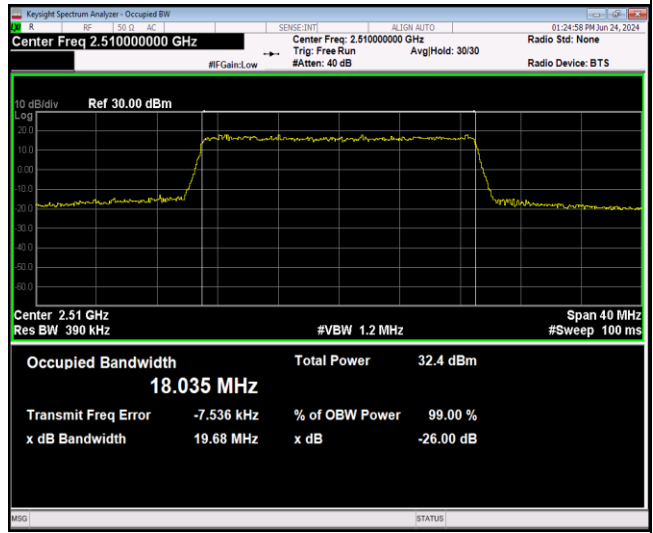 Keysight Spectrum Analyzer - Occupied BW
LXI R RF 50 Ω AC SENSE:INT ALIGN AUTO 01:24:58 PM Jun 24, 2024
Center Freq 2.510000000 GHz Center Freq: 2.510000000 GHz Radio Std: None
Trig: Free Run Avg|Hold: 30/30
#IFGain:Low #Atten: 40 dB Radio Device: BTS
10 dB/div Ref 30.00 dBm
Log
20.0
10.0
0.00
-10.0
-20.0
-30.0
-40.0
-50.0
-60.0
Center 2.51 GHz Span 40 MHz
Res BW 390 kHz #VBW 1.2 MHz #Sweep 100 ms
Occupied Bandwidth Total Power 32.4 dBm
18.035 MHz
Transmit Freq Error -7.536 kHz % of OBW Power 99.00 %
x dB Bandwidth 19.68 MHz x dB -26.00 dB
MSG STATUS